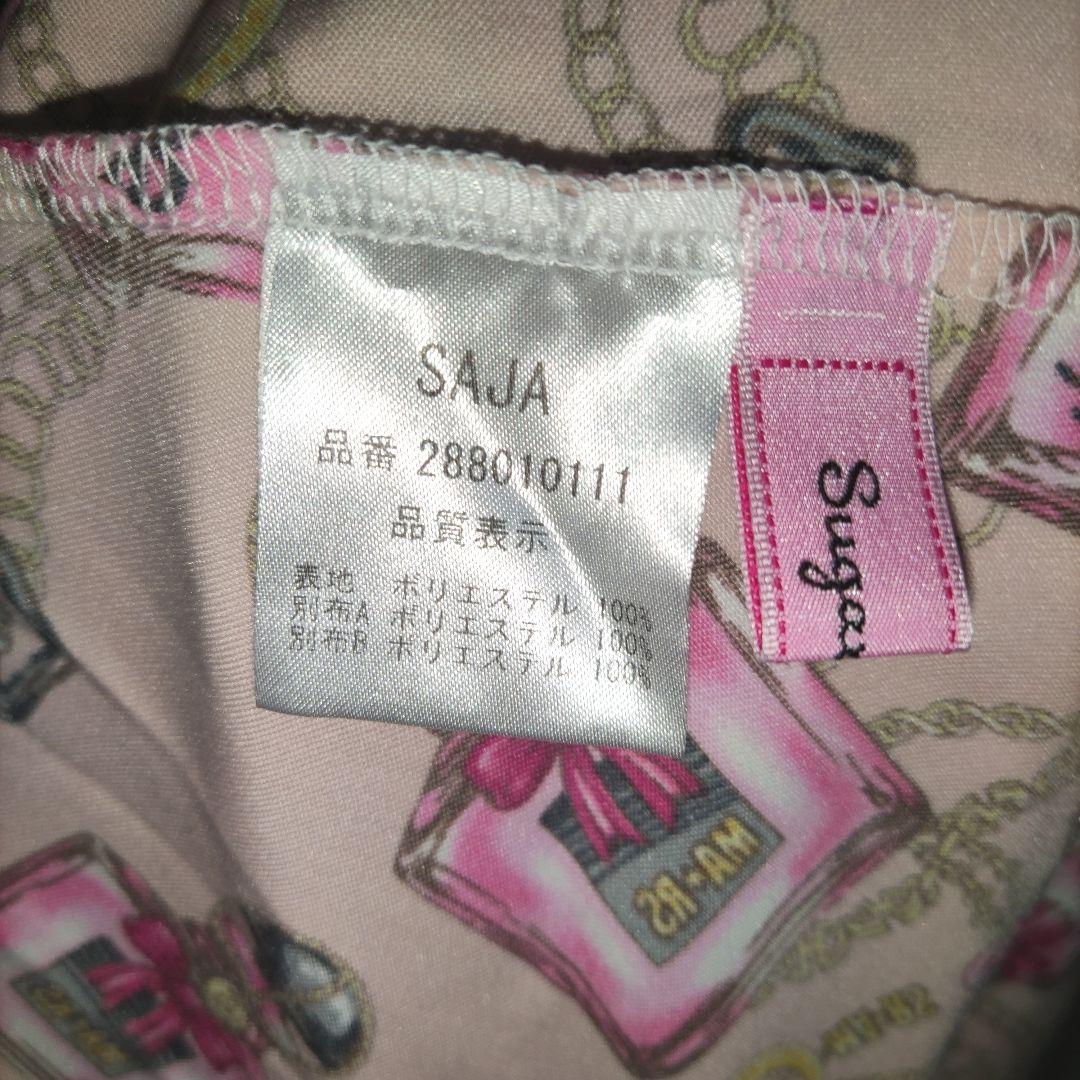 SAJA
品番 288010111
品質表示
表地 ポリエステル 100%
別布A ポリエステル 100%
別布B ポリエステル 100%
Sugar